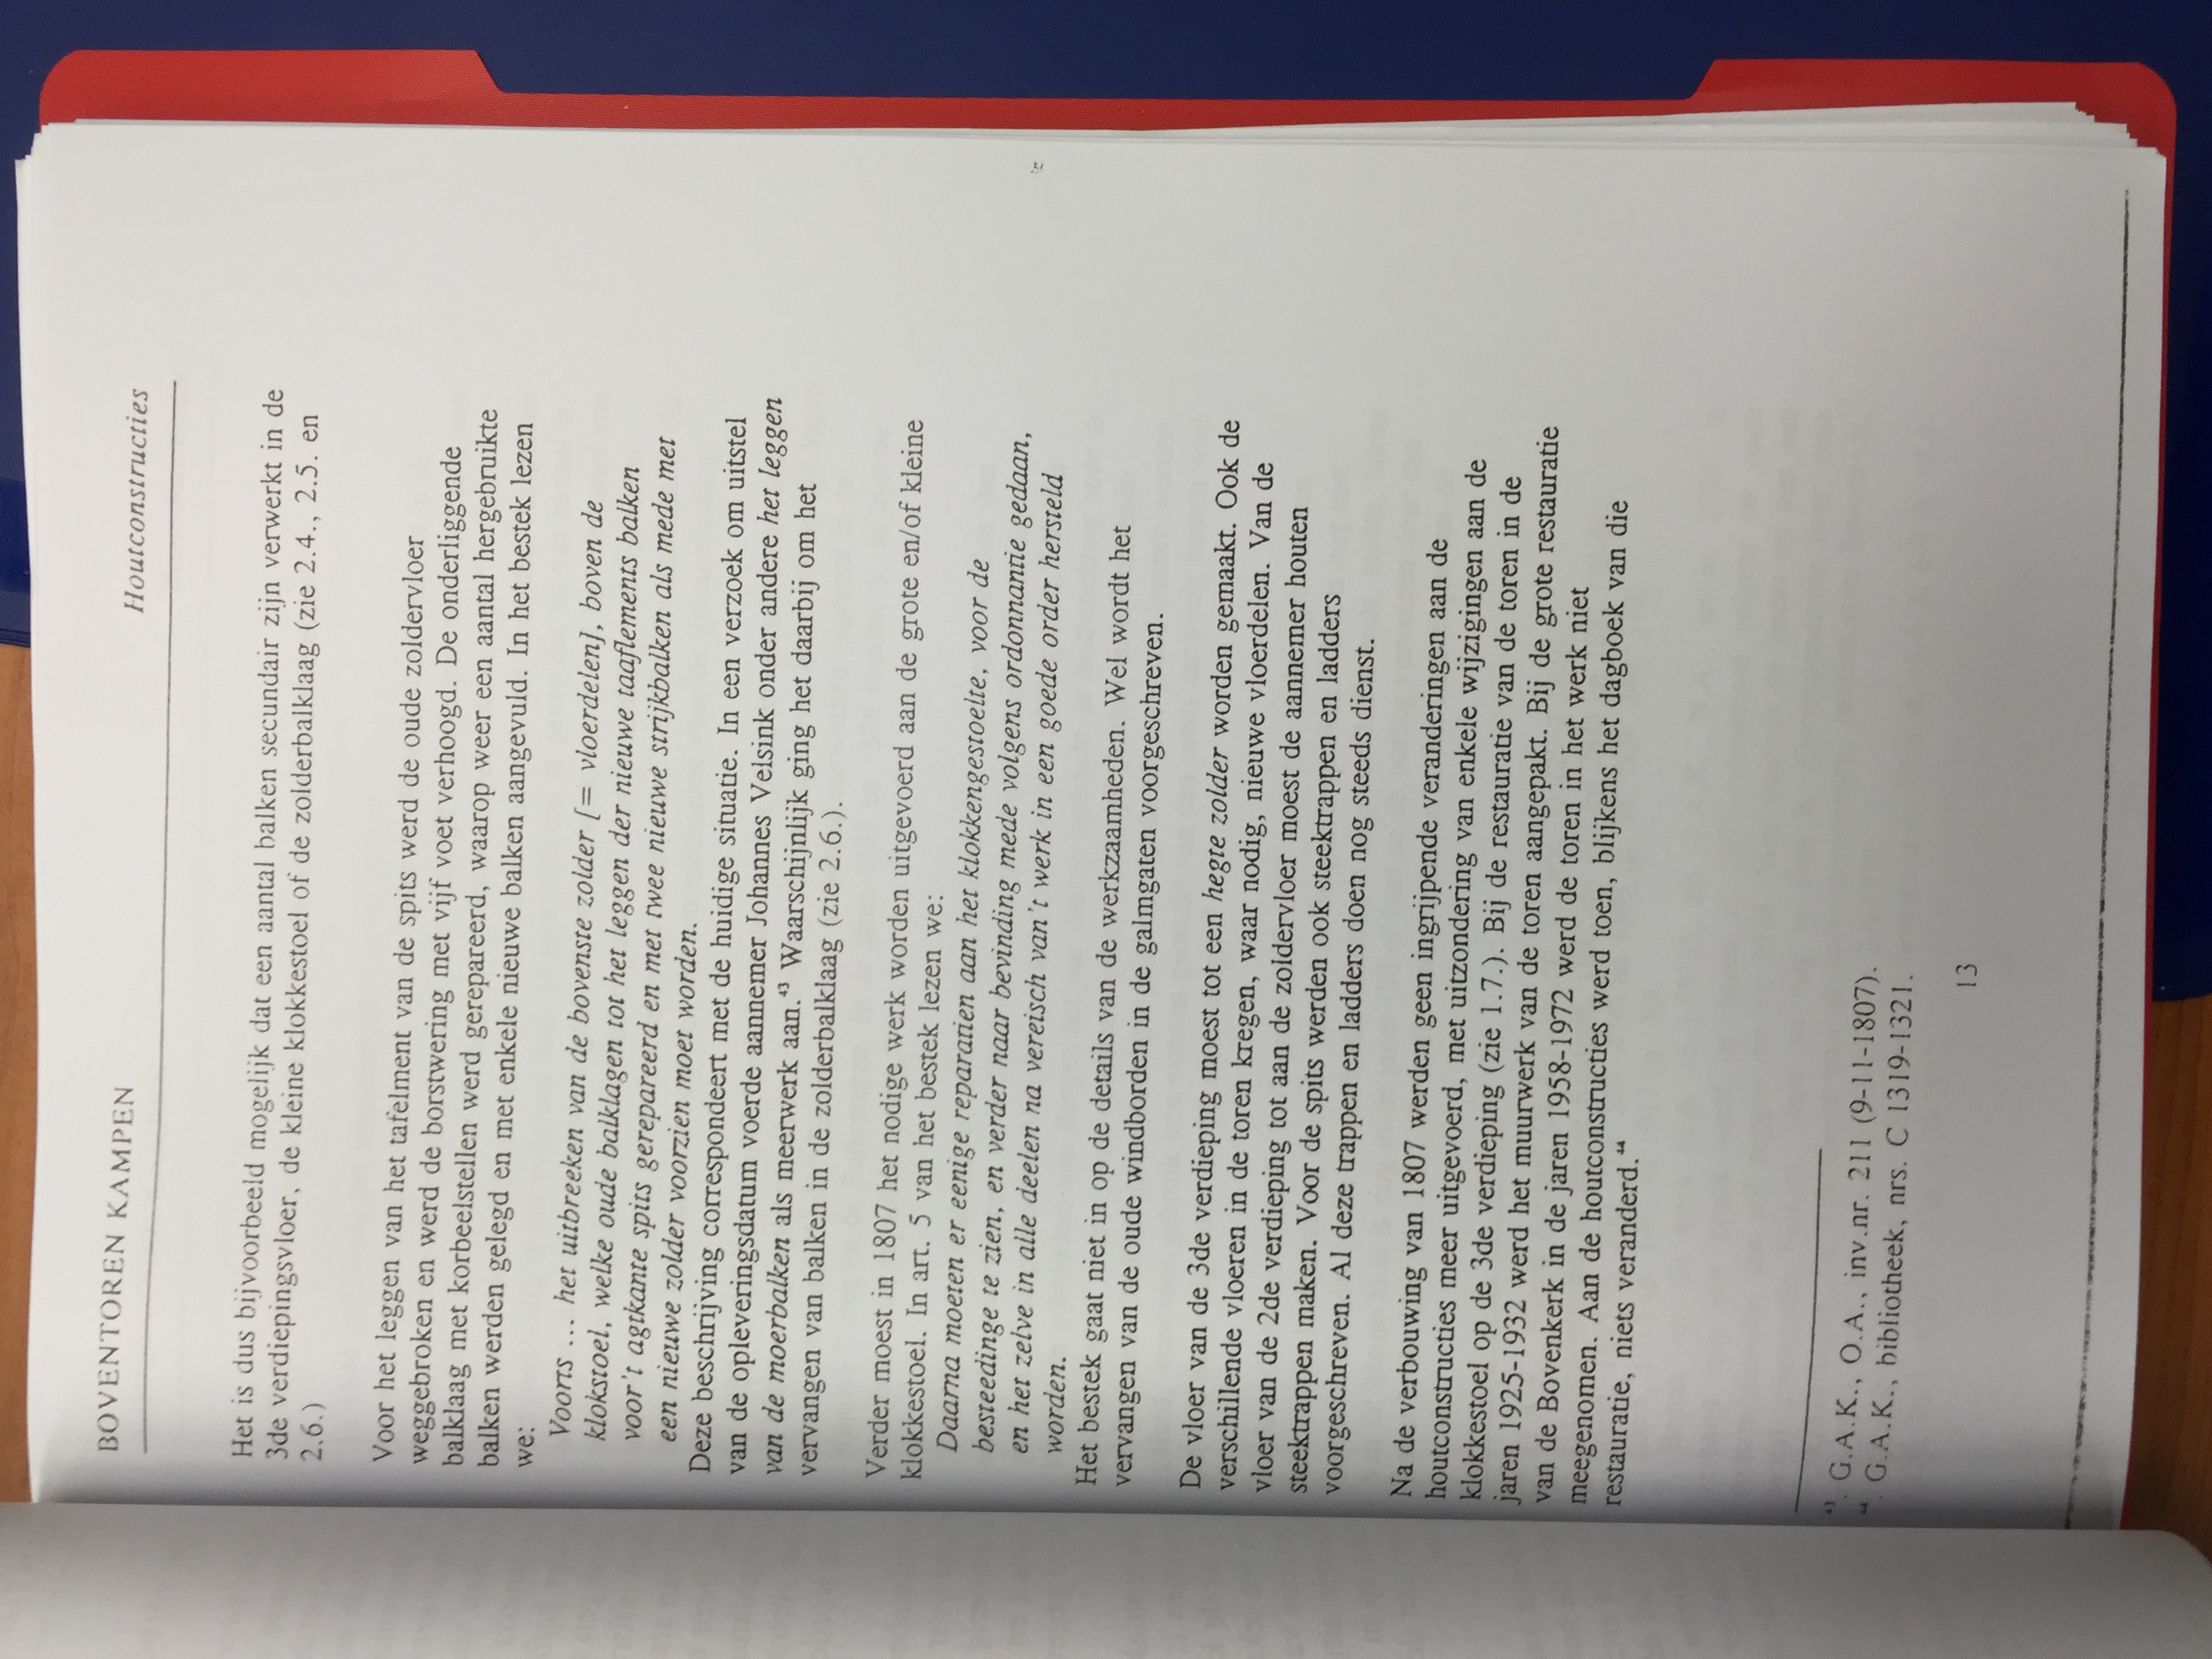 BOVENTOREN KAMPEN Houtconstructies
Het is dus bijvoorbeeld mogelijk dat een aantal balken secundair zijn verwerkt in de
3de verdiepingsvloer, de kleine klokkestoel of de zolderbalklaag (zie 2.4., 2.5. en
2.6.)
Voor het leggen van het tafelment van de spits werd de oude zoldervloer
weggebroken en werd de borstwering met vijf voet verhoogd. De onderliggende
balklaag met korbeelstellen werd gerepareerd, waarop weer een aantal hergebruikte
balken werden gelegd en met enkele nieuwe balken aangevuld. In het bestek lezen
we:
Voorts ... het uitbreeken van de bovenste zolder [= vloerdelen], boven de
klokstoel, welke oude balklagen tot het leggen der nieuwe taaflements balken
voor't agtkante spits gerepareerd en met twee nieuwe strijkbalken als mede met
een nieuwe zolder voorzien moet worden.
Deze beschrijving correspondeert met de huidige situatie. In een verzoek om uitstel
van de opleveringsdatum voerde aannemer Johannes Velsink onder andere het leggen
van de moerbalken als meerwerk aan.⁴³ Waarschijnlijk ging het daarbij om het
vervangen van balken in de zolderbalklaag (zie 2.6.).
Verder moest in 1807 het nodige werk worden uitgevoerd aan de grote en/of kleine
klokkestoel. In art. 5 van het bestek lezen we:
Daarna moeten er eenige reparatien aan het klokkengestoelte, voor de
besteedinge te zien, en verder naar bevinding mede volgens ordonnantie gedaan,
en het zelve in alle deelen na vereisch van't werk in een goede order hersteld
worden.
Het bestek gaat niet in op de details van de werkzaamheden. Wel wordt het
vervangen van de oude windborden in de galmgaten voorgeschreven.
De vloer van de 3de verdieping moest tot een hegte zolder worden gemaakt. Ook de
verschillende vloeren in de toren kregen, waar nodig, nieuwe vloerdelen. Van de
vloer van de 2de verdieping tot aan de zoldervloer moest de aannemer houten
steektrappen maken. Voor de spits werden ook steektrappen en ladders
voorgeschreven. Al deze trappen en ladders doen nog steeds dienst.
Na de verbouwing van 1807 werden geen ingrijpende veranderingen aan de
houtconstructies meer uitgevoerd, met uitzondering van enkele wijzigingen aan de
klokkestoel op de 3de verdieping (zie 1.7.). Bij de restauratie van de toren in de
jaren 1925-1932 werd het muurwerk van de toren aangepakt. Bij de grote restauratie
van de Bovenkerk in de jaren 1958-1972 werd de toren in het werk niet
meegenomen. Aan de houtconstructies werd toen, blijkens het dagboek van die
restauratie, niets veranderd.⁴⁴
⁴³. G.A.K., O.A., inv.nr. 211 (9-11-1807).
⁴⁴. G.A.K., bibliotheek, nrs. C 1319-1321.
13